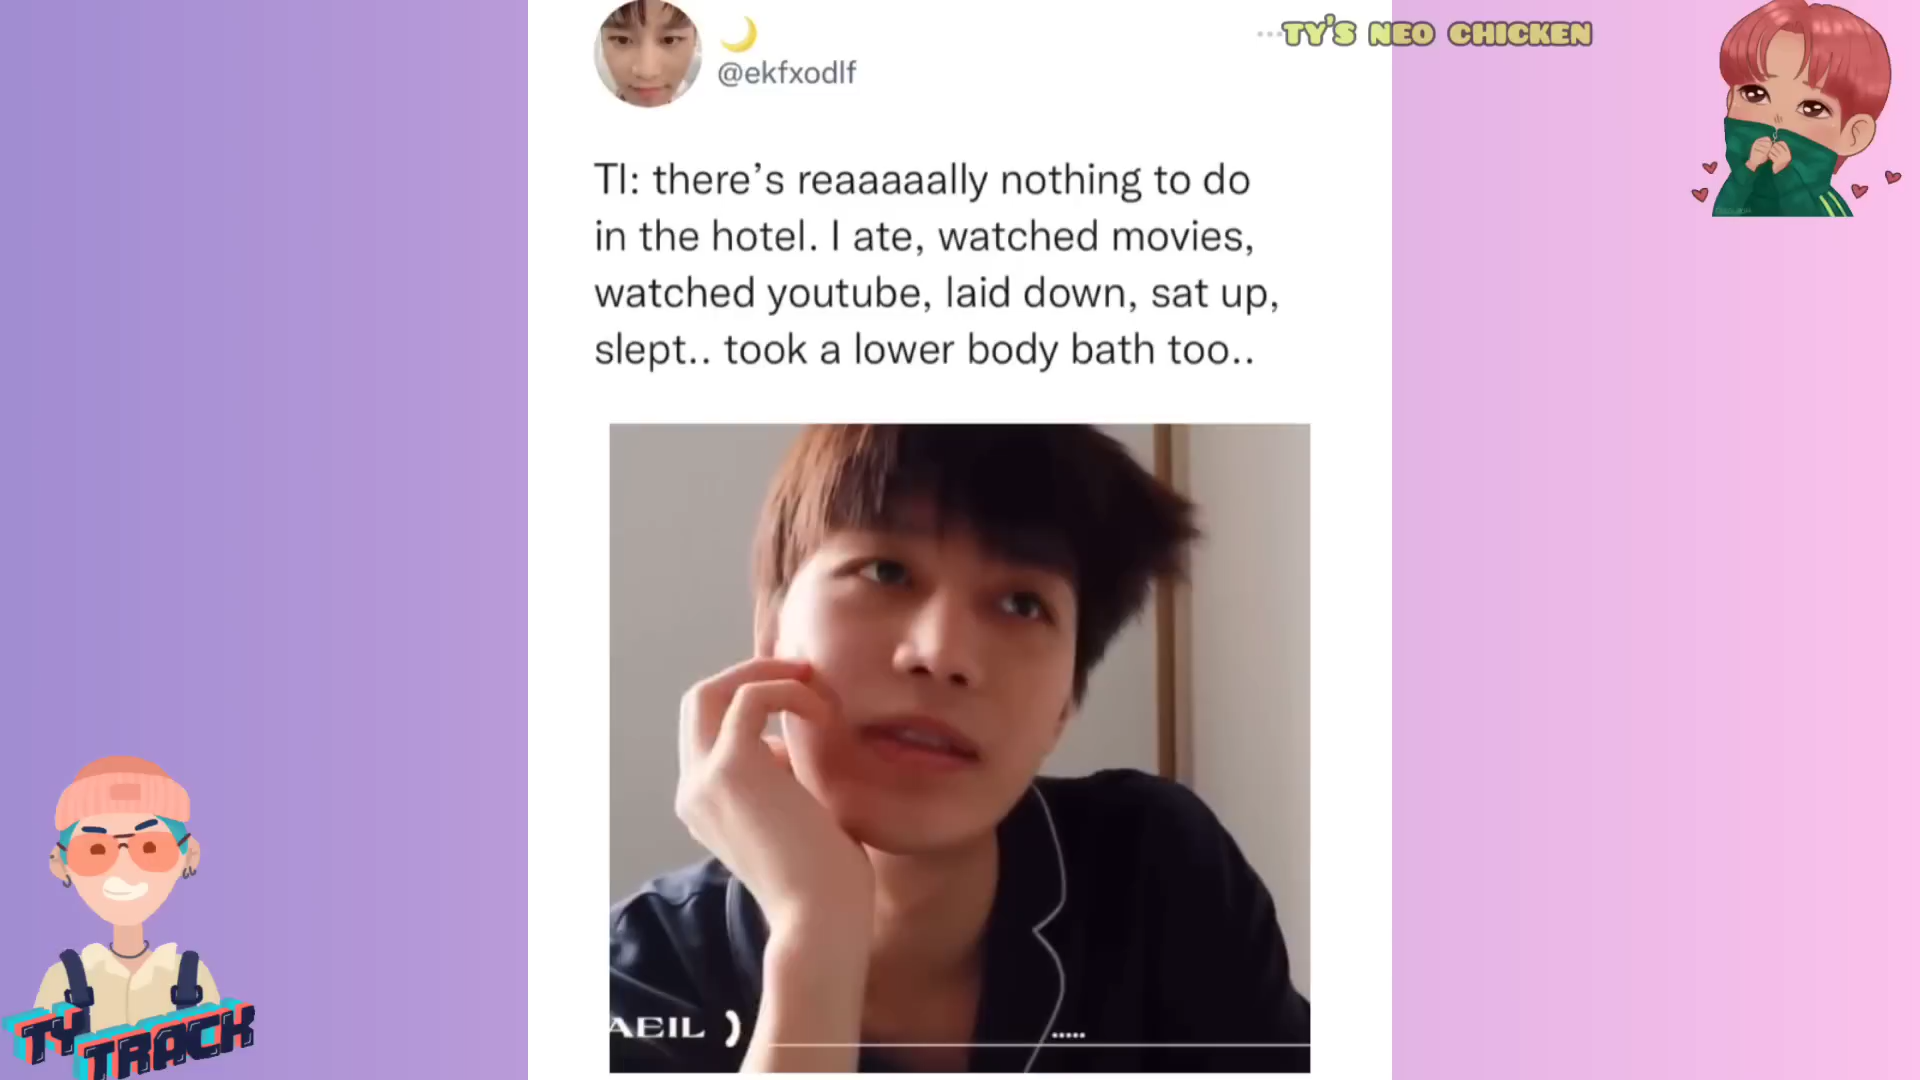 TY'S NEO CHICKEN
@ekfxodlf
TI: there's reaaaaally nothing to do
in the hotel. I ate, watched movies,
watched youtube, laid down, sat up,
slept.. took a lower body bath too..
AEIL )
.....
TY
TRACK